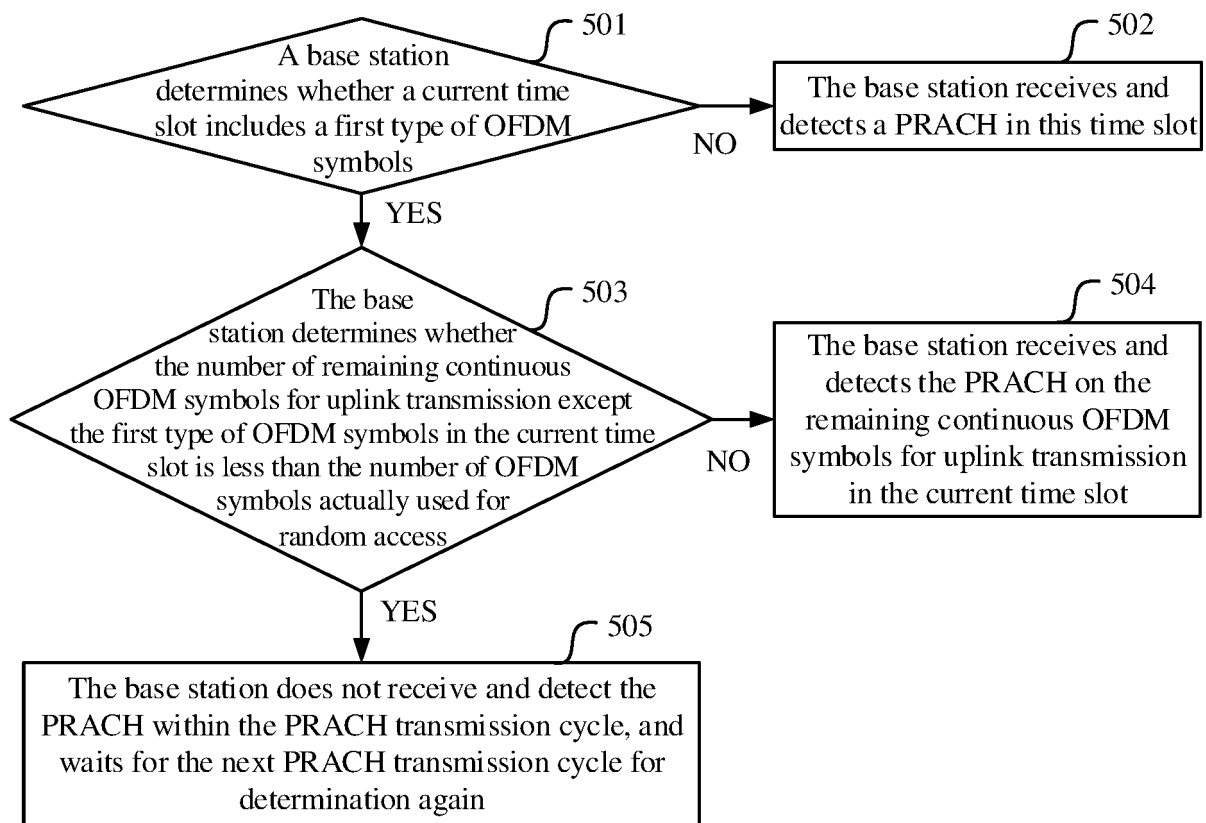 501
A base station
determines whether a current time
slot includes a first type of OFDM
symbols
502
The base station receives and
detects a PRACH in this time slot
NO
YES
503
The base
station determines whether
the number of remaining continuous
OFDM symbols for uplink transmission except
the first type of OFDM symbols in the current time
slot is less than the number of OFDM
symbols actually used for
random access
504
The base station receives and
detects the PRACH on the
remaining continuous OFDM
symbols for uplink transmission
in the current time slot
NO
YES
505
The base station does not receive and detect the
PRACH within the PRACH transmission cycle, and
waits for the next PRACH transmission cycle for
determination again